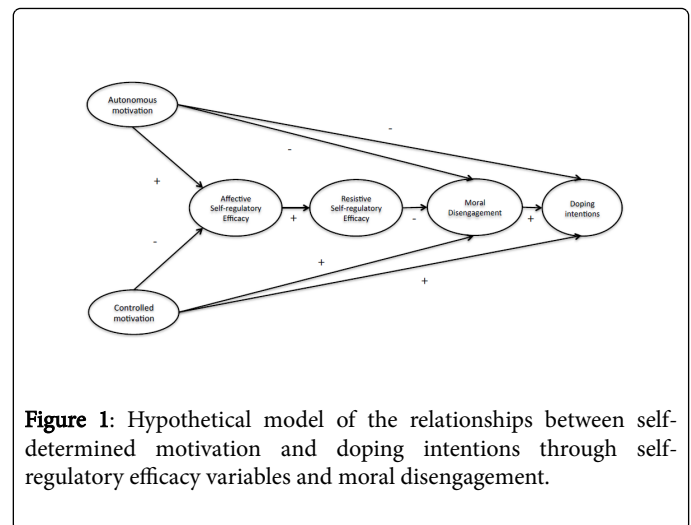 Autonomous
motivation
-
-
+
Affective
Self-regulatory
Efficacy
+
Resistive
Self-regulatory
Efficacy
-
Moral
Disengagement
+
Doping
intentions
-
+
+
Controlled
motivation
Figure 1: Hypothetical model of the relationships between self-
determined motivation and doping intentions through self-
regulatory efficacy variables and moral disengagement.